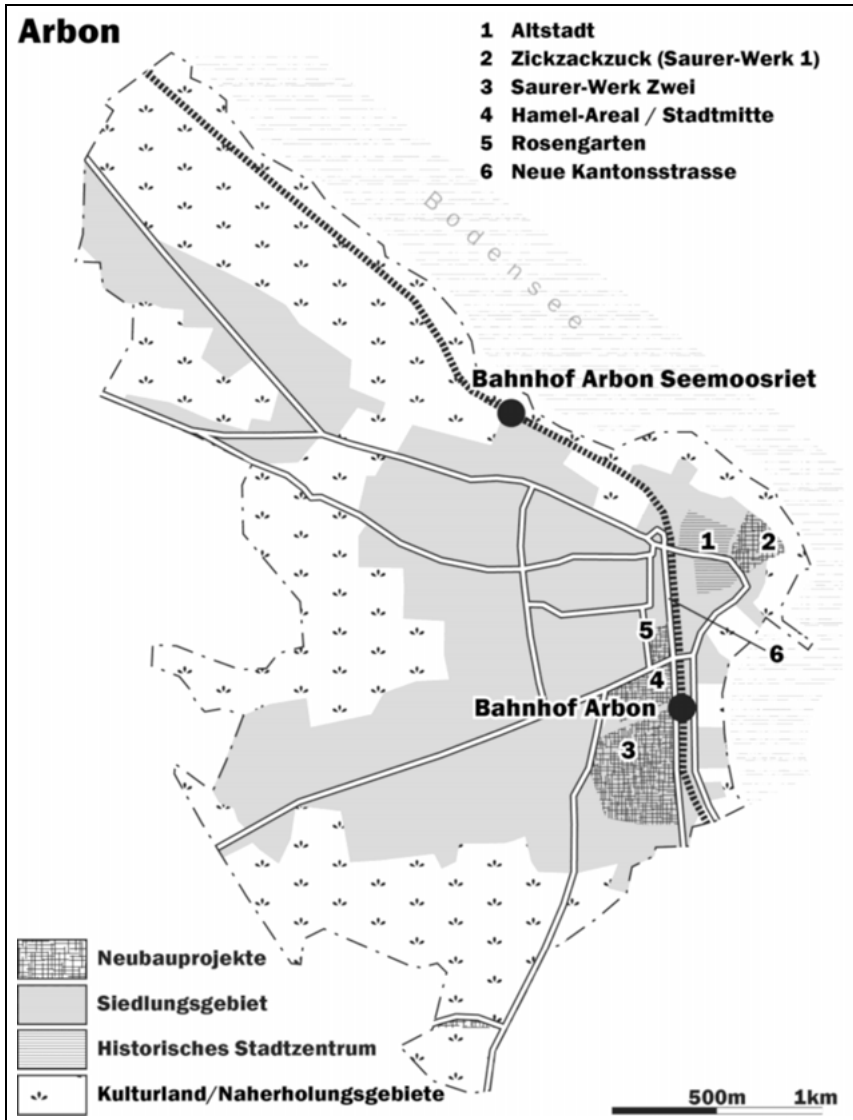 Arbon
1 Altstadt
2 Zickzackzuck (Saurer-Werk 1)
3 Saurer-Werk Zwei
4 Hamel-Areal / Stadtmitte
5 Rosengarten
6 Neue Kantonsstrasse
Bodensee
Bahnhof Arbon Seemoosriet
1
2
5
6
4
Bahnhof Arbon
3
Neubauprojekte
Siedlungsgebiet
Historisches Stadtzentrum
Kulturland/Naherholungsgebiete
500m 1km